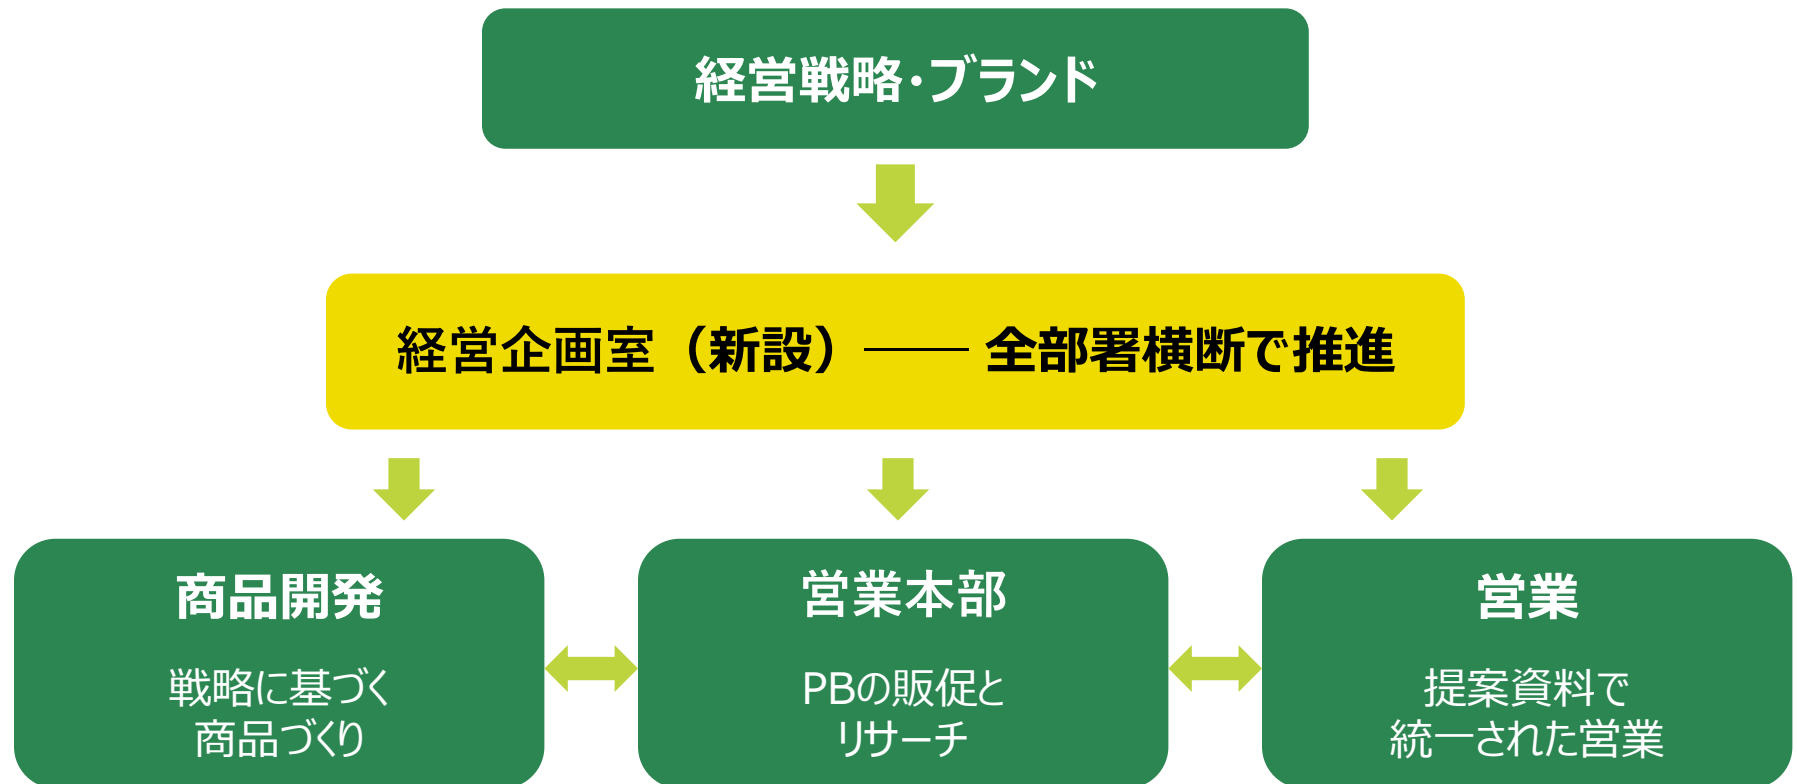 経営戦略・ブランド
経営企画室（新設）―― 全部署横断で推進
商品開発
戦略に基づく
商品づくり
営業本部
PBの販促と
リサーチ
営業
提案資料で
統一された営業